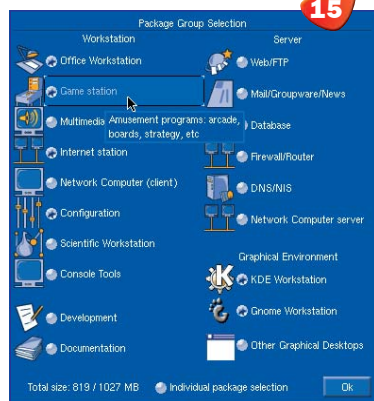 15
Package Group Selection
Workstation
Office Workstation
Game station
Multimedia
Amusement programs: arcade,
boards, strategy, etc
Internet station
Network Computer (client)
Configuration
Scientific Workstation
Console Tools
Development
Documentation
Server
Web/FTP
Mail/Groupware/News
Database
Firewall/Router
DNS/NIS
Network Computer server
Graphical Environment
KDE Workstation
Gnome Workstation
Other Graphical Desktops
Total size: 819 / 1027 MB
Individual package selection
Ok